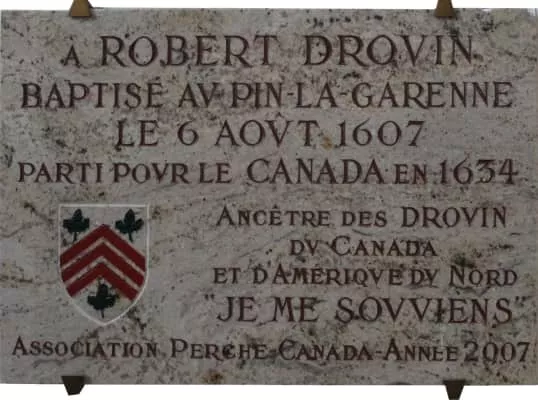 A ROBERT DROVIN
BAPTISÉ AV PIN-LA-GARENNE
LE 6 AOVT 1607
PARTI POVR LE CANADA EN 1634
ANCÊTRE DES DROVIN
DV CANADA
ET D'AMÉRIQVE DV NORD
"JE ME SOVVIENS"
ASSOCIATION PERCHE-CANADA-ANNÉE 2007